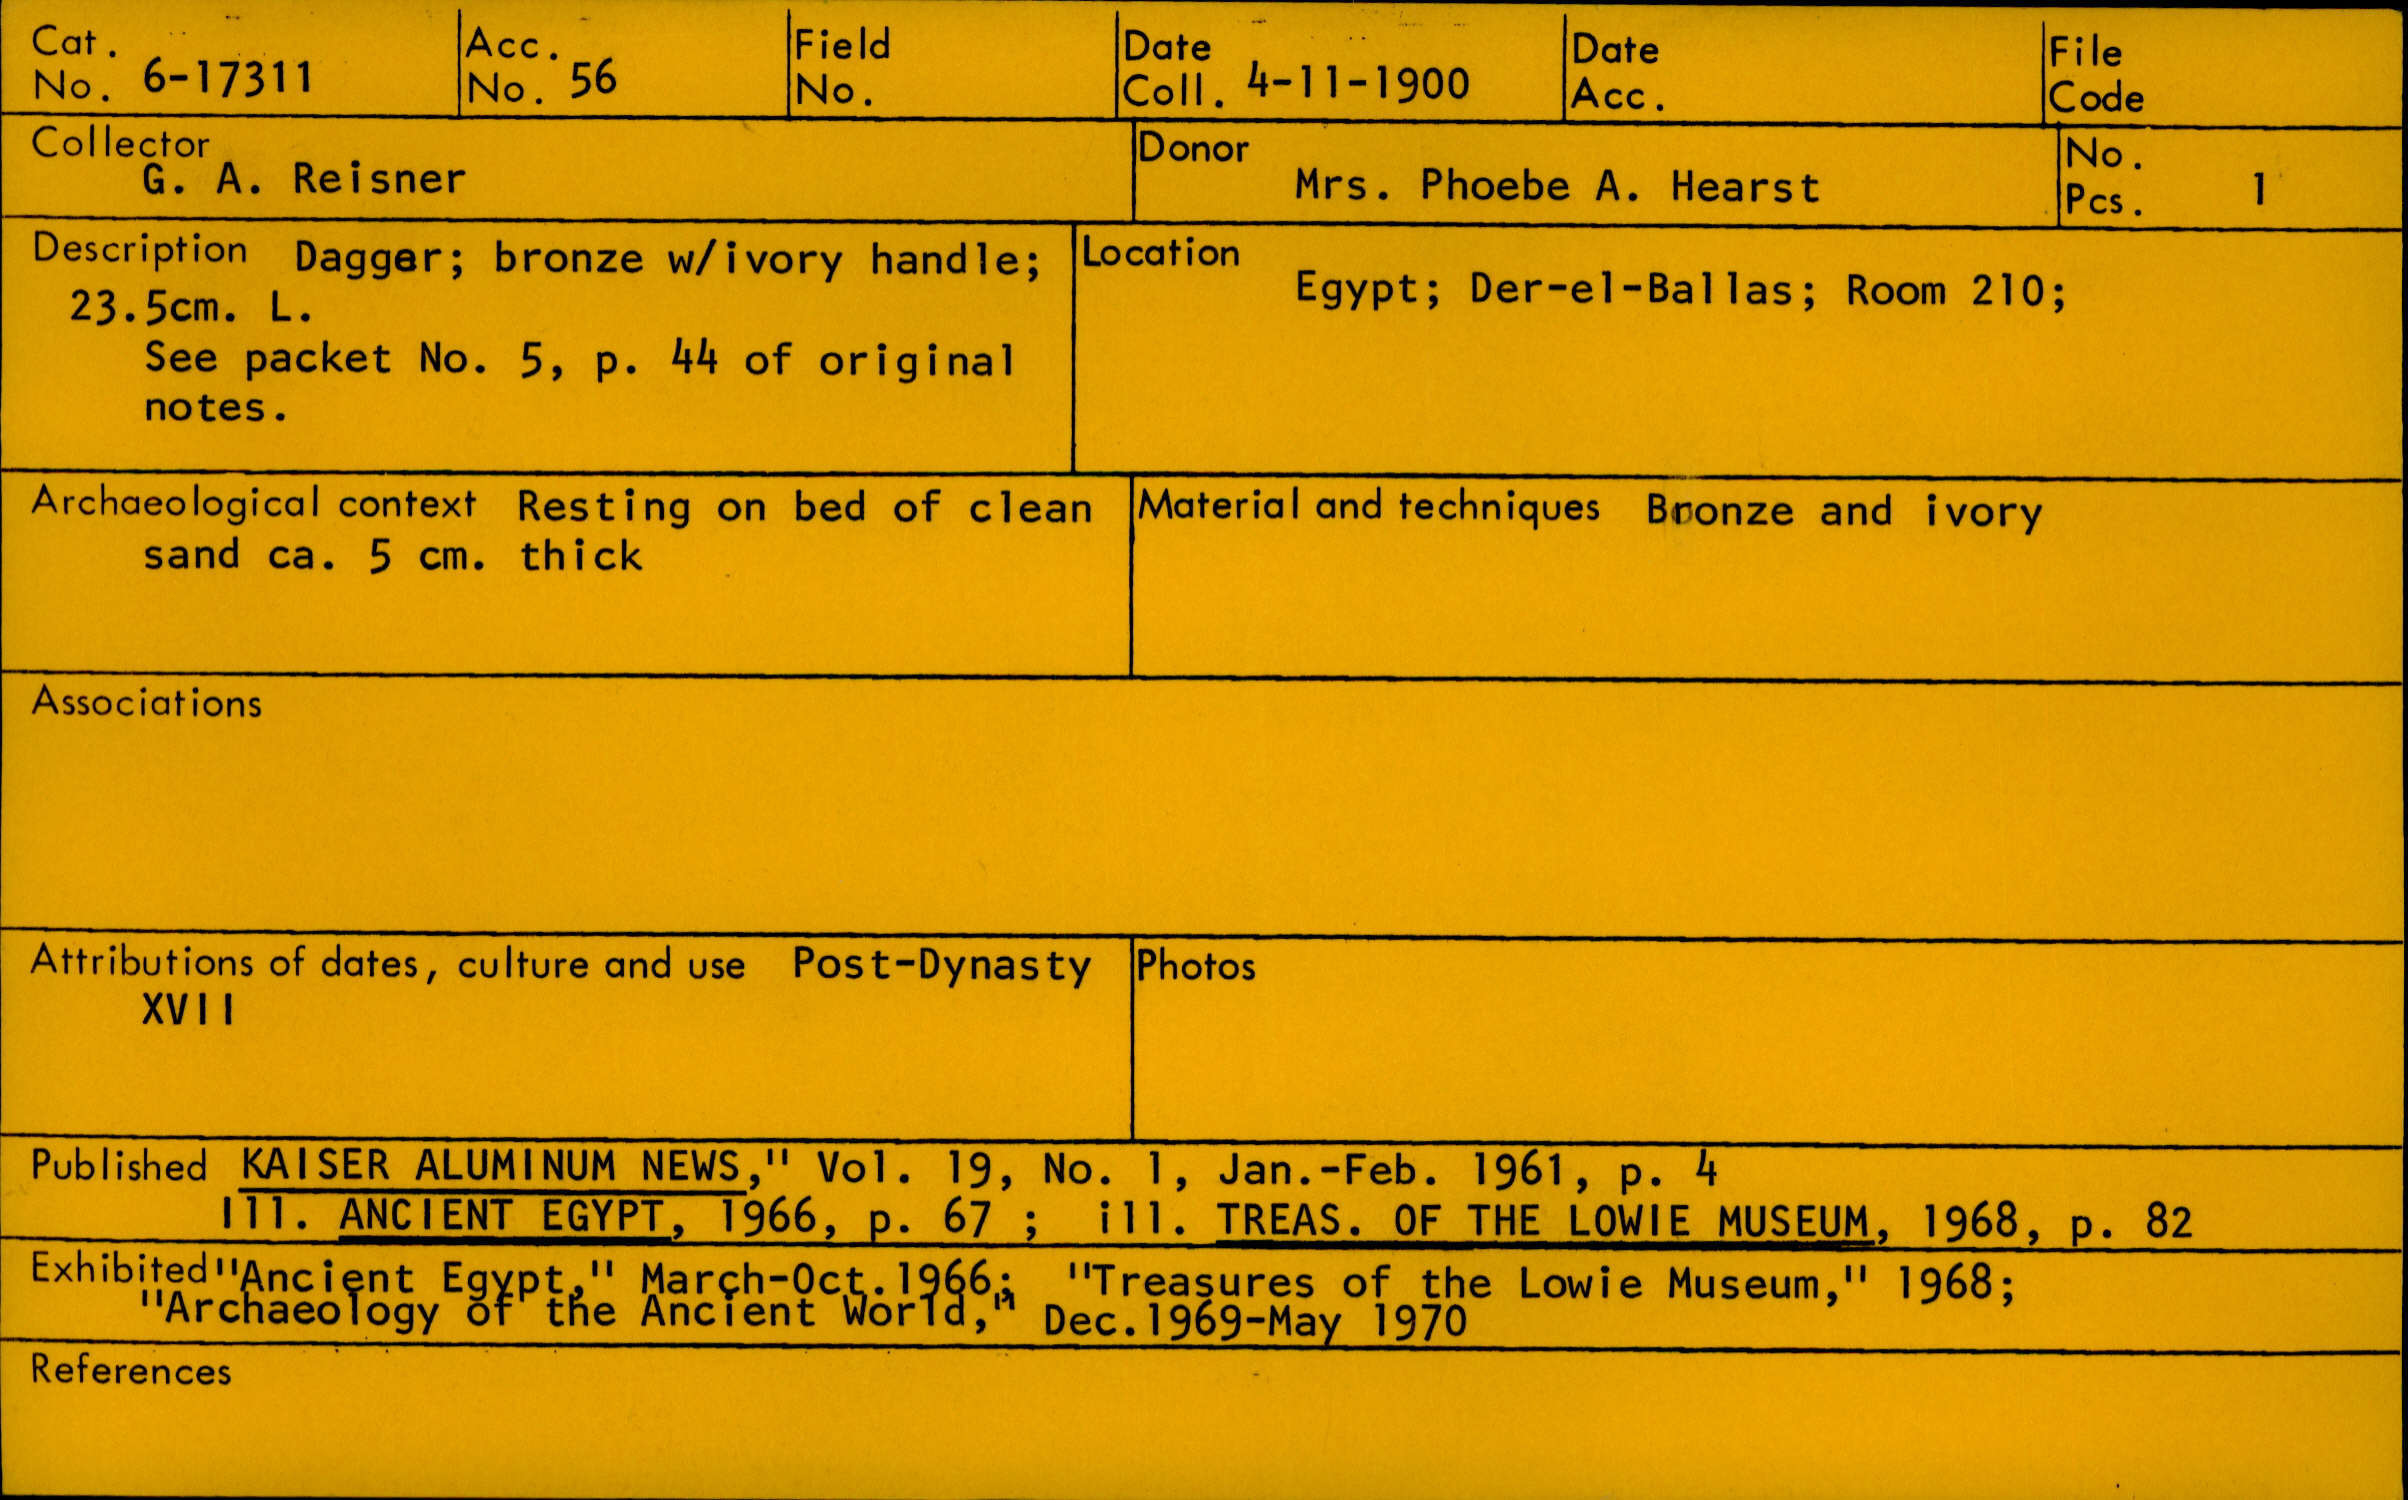 Cat. No. 6-17311 Acc. No. 56 Field No. Date Coll. 4-11-1900 Date Acc. File Code
Collector G. A. Reisner Donor Mrs. Phoebe A. Hearst No. Pcs. 1
Description Dagger; bronze w/ivory handle;
23.5cm. L.
See packet No. 5, p. 44 of original
notes.
Location Egypt; Der-el-Ballas; Room 210;
Archaeological context Resting on bed of clean
sand ca. 5 cm. thick
Material and techniques Bronze and ivory
Associations
Attributions of dates, culture and use Post-Dynasty
XVII
Photos
Published KAISER ALUMINUM NEWS," Vol. 19, No. 1, Jan.-Feb. 1961, p. 4
Ill. ANCIENT EGYPT, 1966, p. 67 ; ill. TREAS. OF THE LOWIE MUSEUM, 1968, p. 82
Exhibited "Ancient Egypt," March-Oct.1966; "Treasures of the Lowie Museum," 1968;
"Archaeology of the Ancient World," Dec.1969-May 1970
References